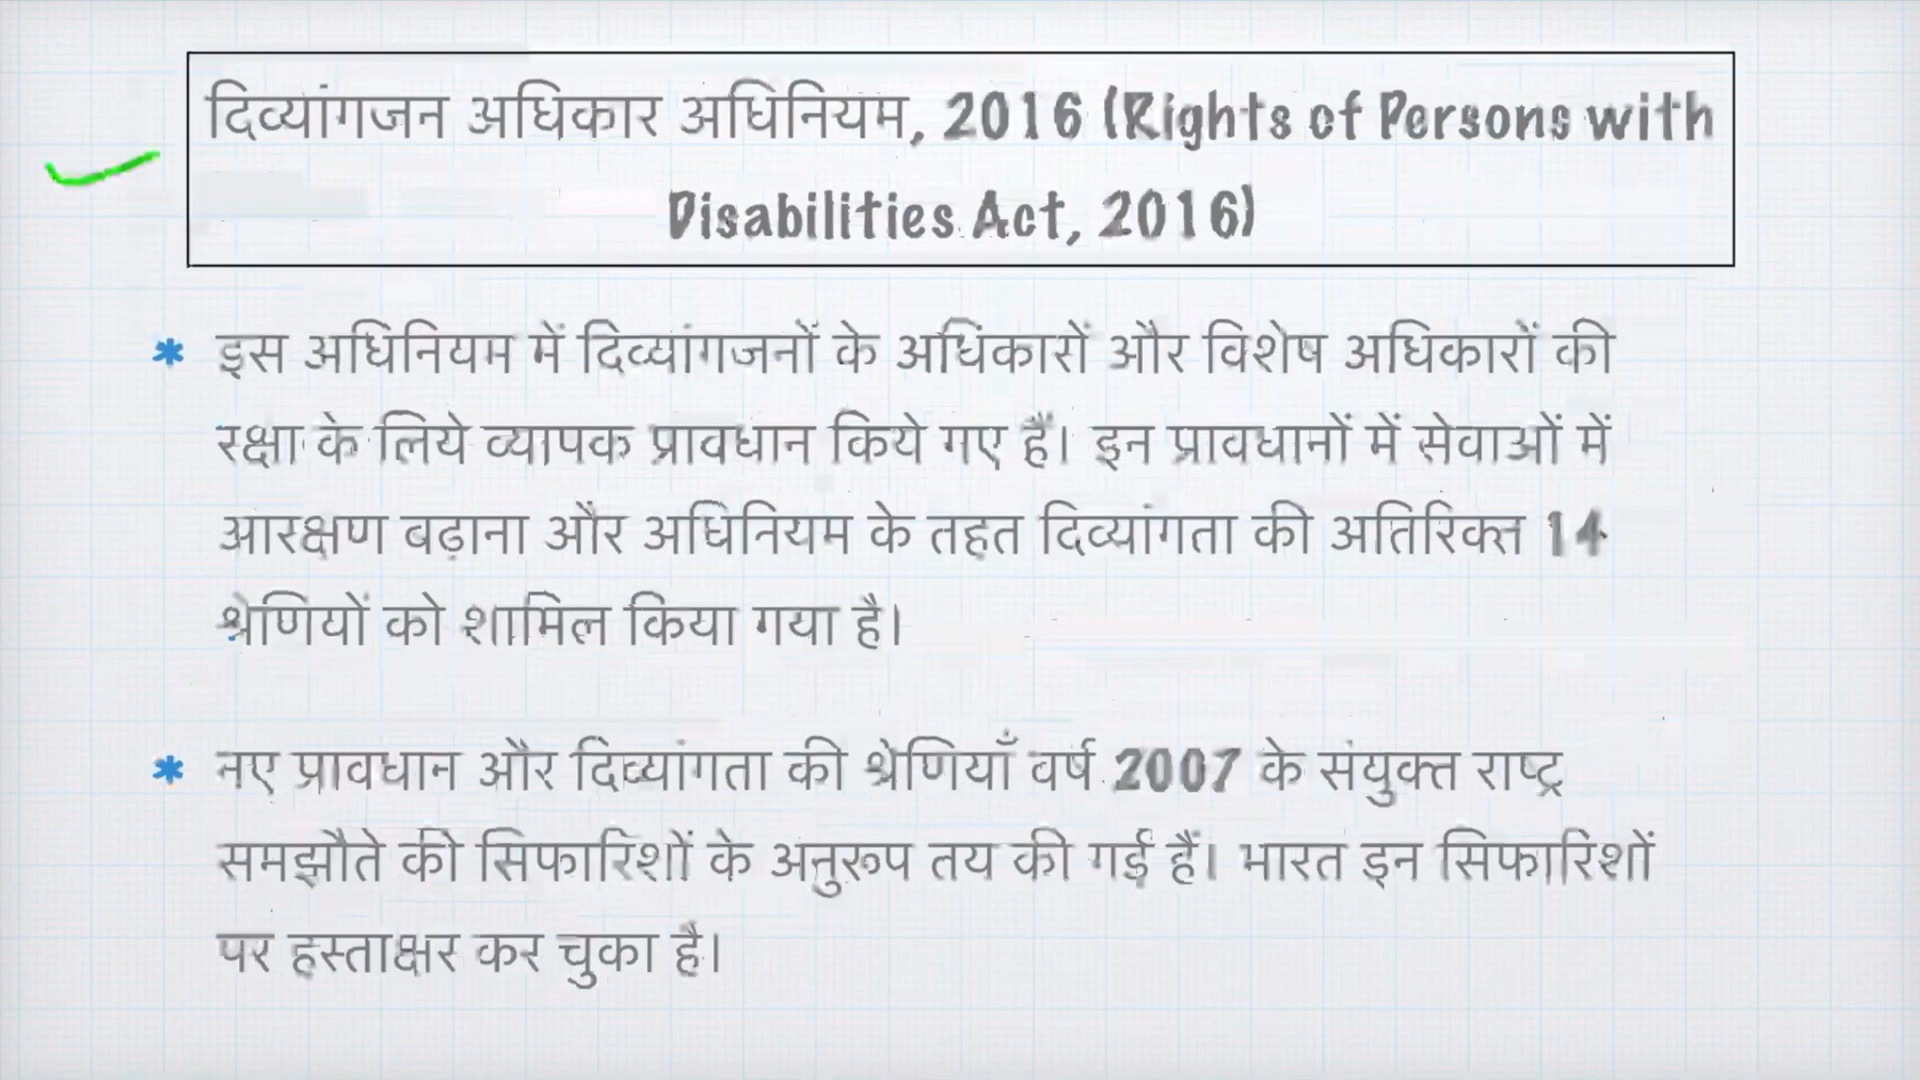 दिव्यांगजन अधिकार अधिनियम, 2016 (Rights of Persons with
Disabilities Act, 2016)
* इस अधिनियम में दिव्यांगजनों के अधिकारों और विशेष अधिकारों की
रक्षा के लिये व्यापक प्रावधान किये गए हैं। इन प्रावधानों में सेवाओं में
आरक्षण बढ़ाना और अधिनियम के तहत दिव्यांगता की अतिरिक्त 14
श्रेणियों को शामिल किया गया है।
* नए प्रावधान और दिव्यांगता की श्रेणियाँ वर्ष 2007 के संयुक्त राष्ट्र
समझौते की सिफारिशों के अनुरूप तय की गई हैं। भारत इन सिफारिशों
पर हस्ताक्षर कर चुका है।